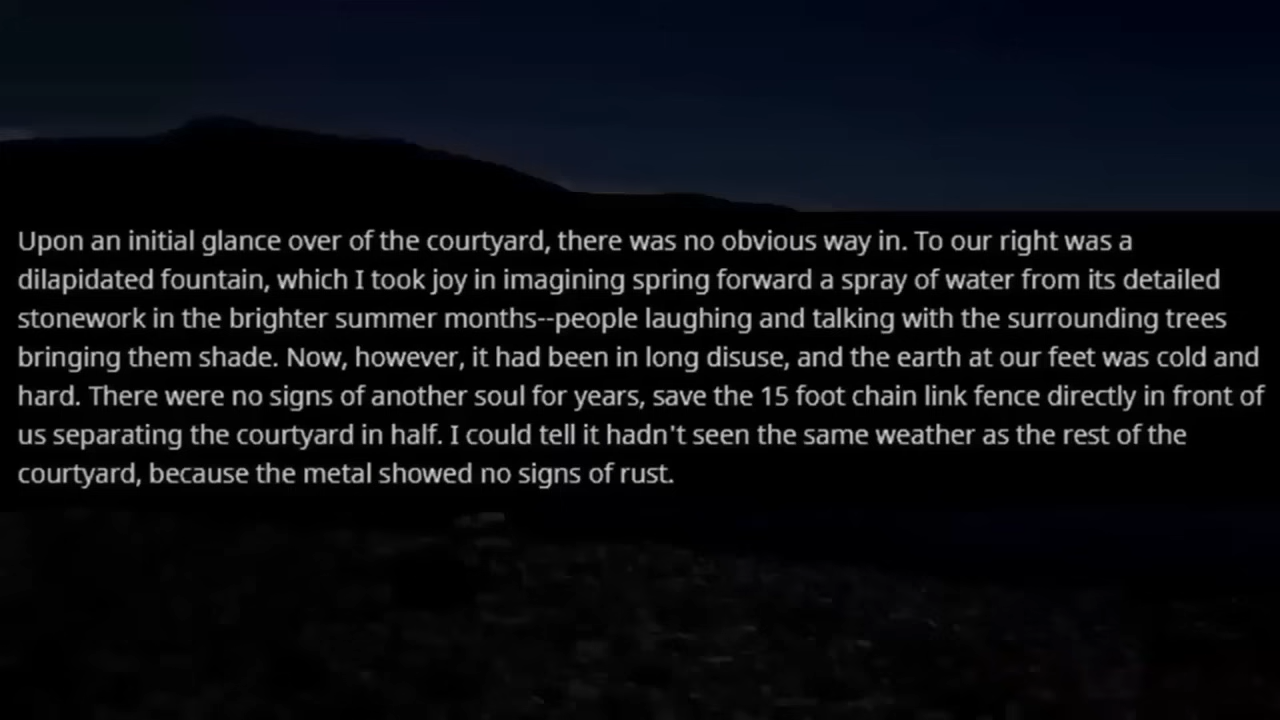 Upon an initial glance over of the courtyard, there was no obvious way in. To our right was a
dilapidated fountain, which I took joy in imagining spring forward a spray of water from its detailed
stonework in the brighter summer months--people laughing and talking with the surrounding trees
bringing them shade. Now, however, it had been in long disuse, and the earth at our feet was cold and
hard. There were no signs of another soul for years, save the 15 foot chain link fence directly in front of
us separating the courtyard in half. I could tell it hadn't seen the same weather as the rest of the
courtyard, because the metal showed no signs of rust.